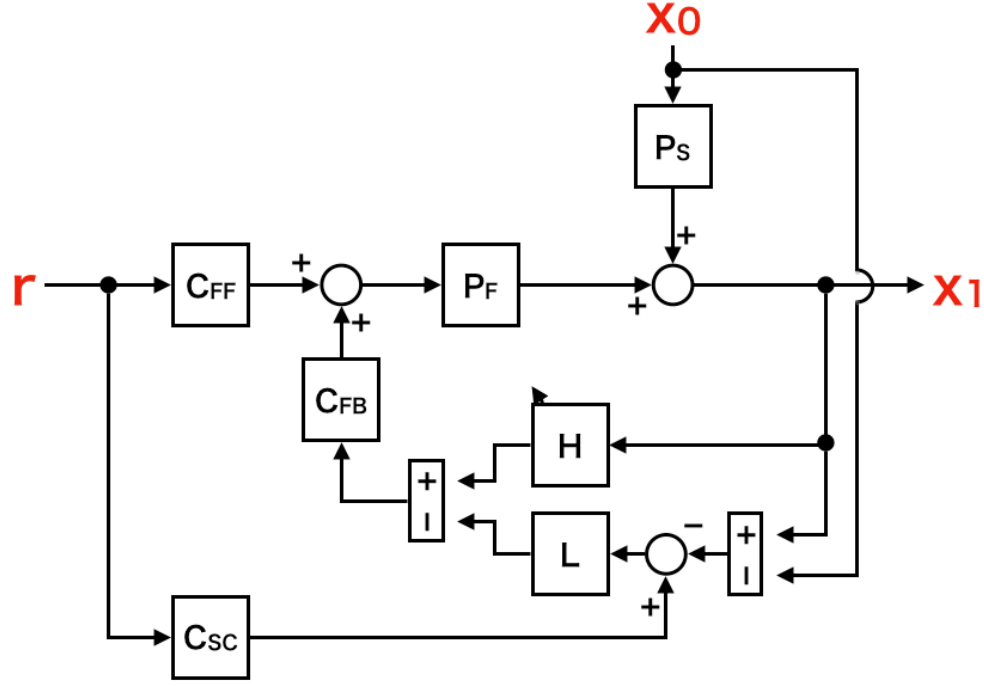 X0
PS
+
r
CFF
+
PF
+
X1
+
CFB
H
+
–
L
–
+
–
+
CSC